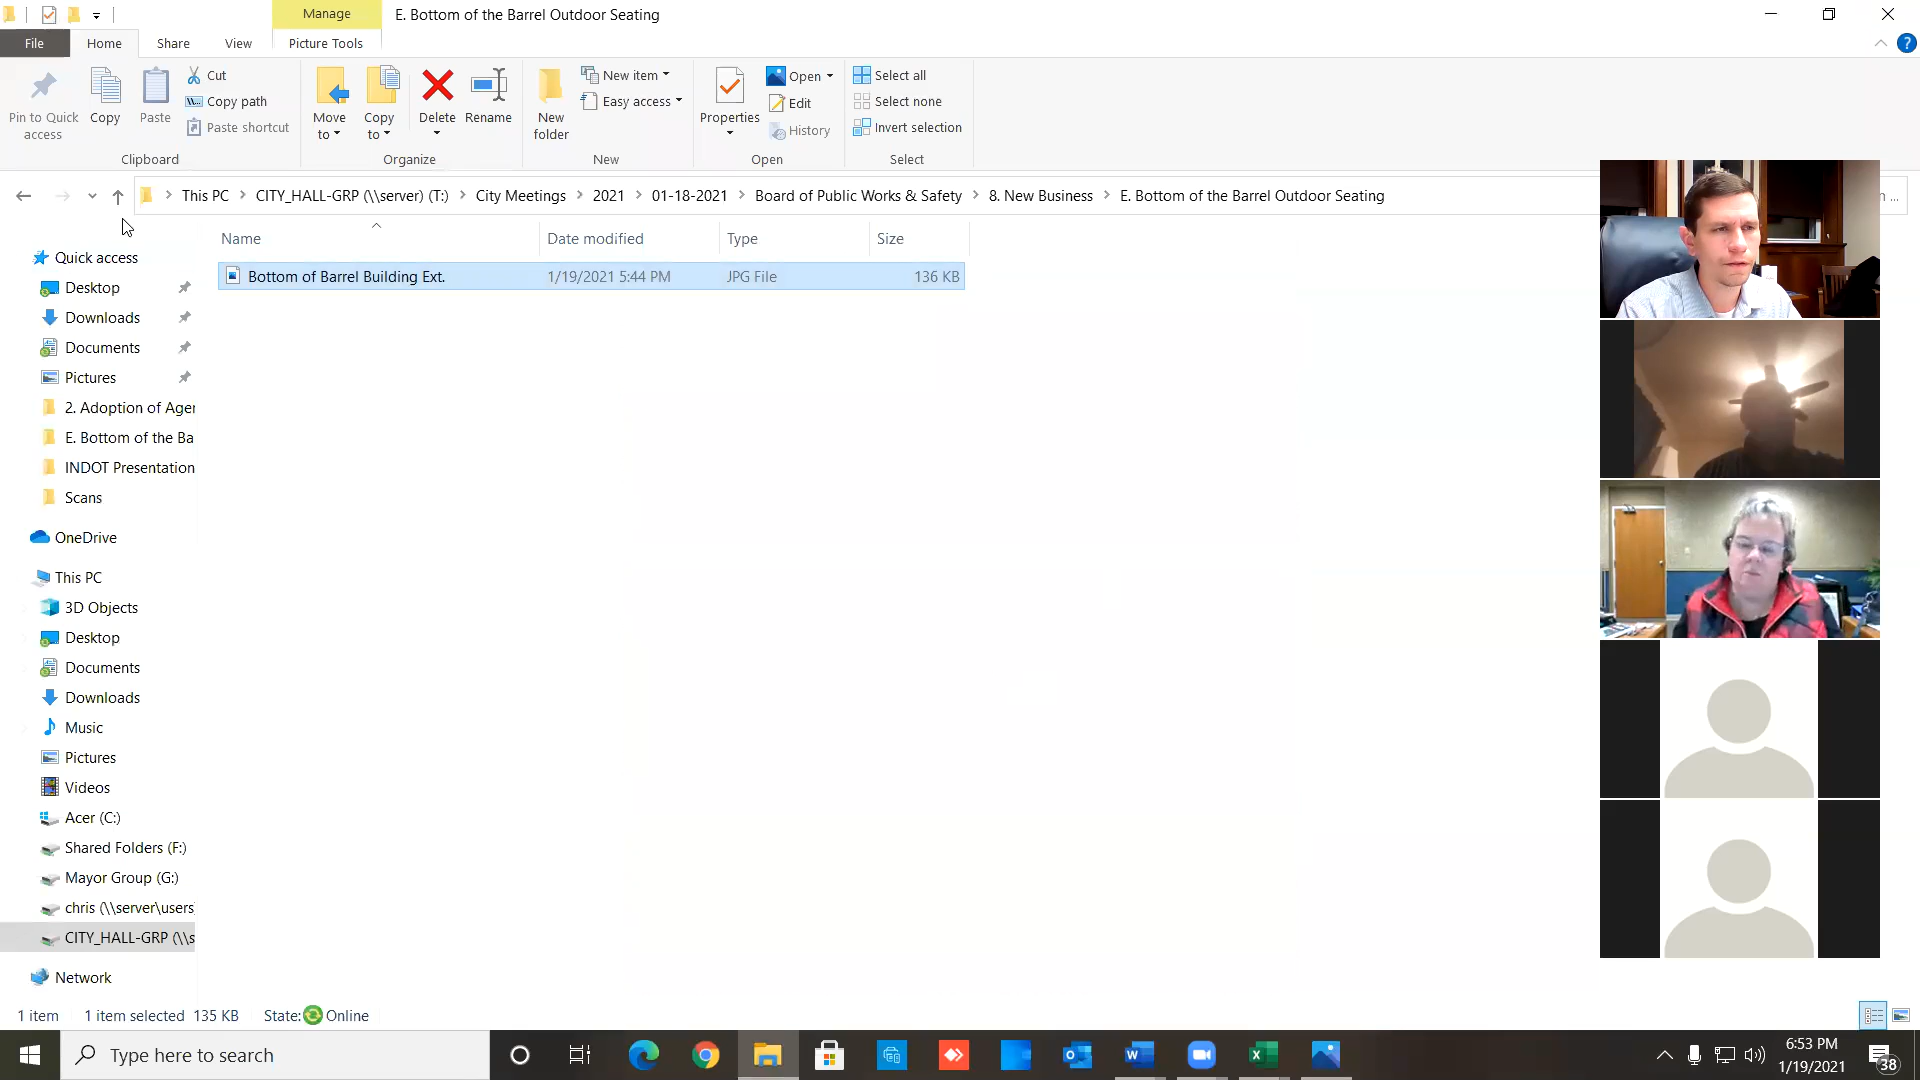 Manage
E. Bottom of the Barrel Outdoor Seating
File
Home
Share
View
Picture Tools
Pin to Quick access
Copy
Paste
Cut
Copy path
Paste shortcut
Clipboard
Move to
Copy to
Delete
Rename
Organize
New folder
New item
Easy access
New
Properties
Open
Edit
History
Open
Select all
Select none
Invert selection
Select
This PC > CITY_HALL-GRP (\\server) (T:) > City Meetings > 2021 > 01-18-2021 > Board of Public Works & Safety > 8. New Business > E. Bottom of the Barrel Outdoor Seating
n ...
Name Date modified Type Size
Bottom of Barrel Building Ext. 1/19/2021 5:44 PM JPG File 136 KB
Quick access
Desktop
Downloads
Documents
Pictures
2. Adoption of Ager
E. Bottom of the Ba
INDOT Presentation
Scans
OneDrive
This PC
3D Objects
Desktop
Documents
Downloads
Music
Pictures
Videos
Acer (C:)
Shared Folders (F:)
Mayor Group (G:)
chris (\\server\users
CITY_HALL-GRP (\\s
Network
1 item 1 item selected 135 KB State: Online
Type here to search
6:53 PM
1/19/2021
38